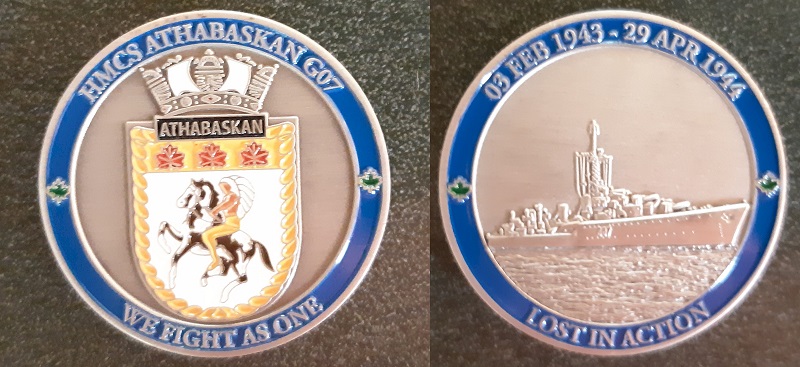 HMCS ATHABASKAN G07
ATHABASKAN
WE FIGHT AS ONE
03 FEB 1943 - 29 APR 1944
LOST IN ACTION